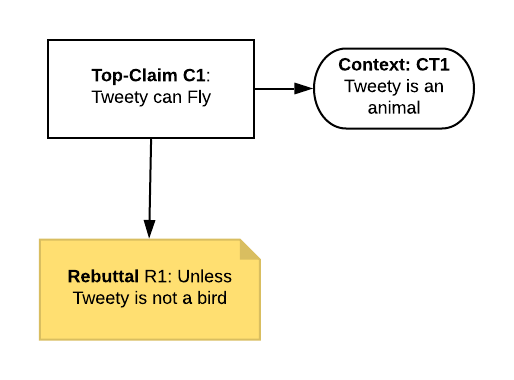 Top-Claim C1:
Tweety can Fly
Context: CT1
Tweety is an
animal
Rebuttal R1: Unless
Tweety is not a bird